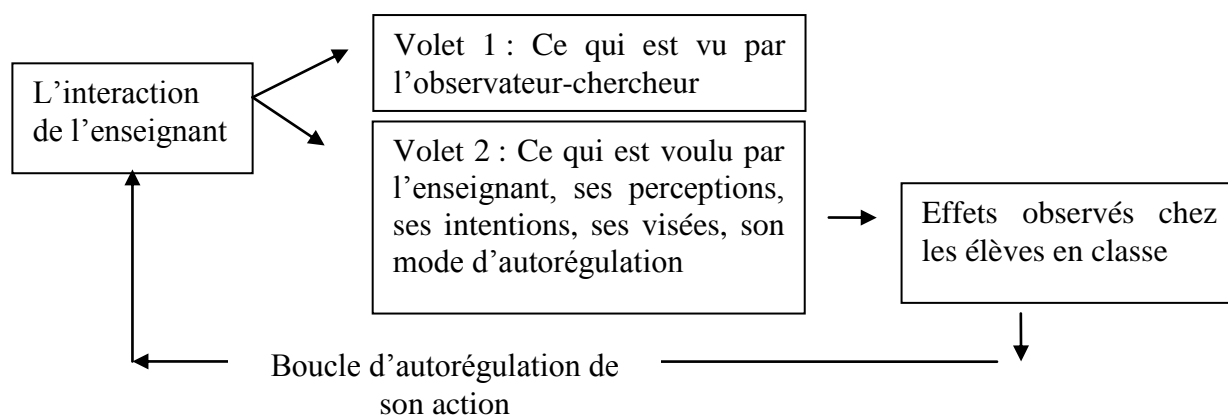 L’interaction
de l’enseignant
Volet 1 : Ce qui est vu par
l’observateur-chercheur
Volet 2 : Ce qui est voulu par
l’enseignant, ses perceptions,
ses intentions, ses visées, son
mode d’autorégulation
Effets observés chez
les élèves en classe
Boucle d’autorégulation de
son action